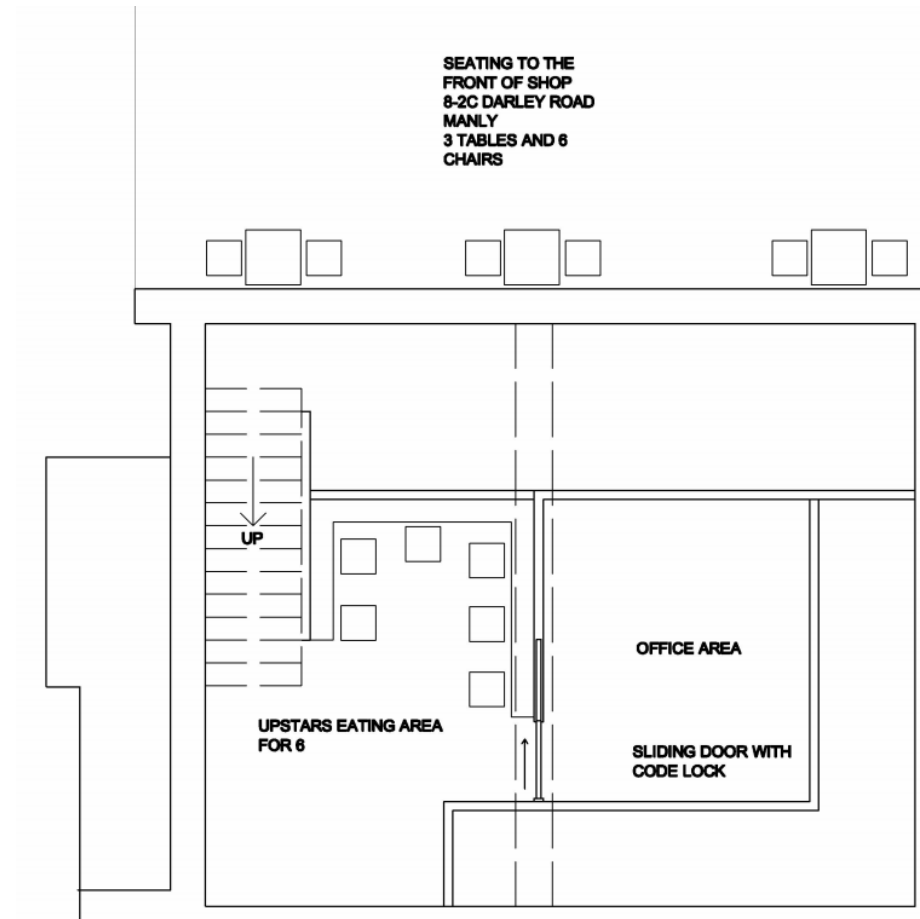 SEATING TO THE
FRONT OF SHOP
8-2C DARLEY ROAD
MANLY
3 TABLES AND 6
CHAIRS
UP
OFFICE AREA
UPSTARS EATING AREA
FOR 6
SLIDING DOOR WITH
CODE LOCK